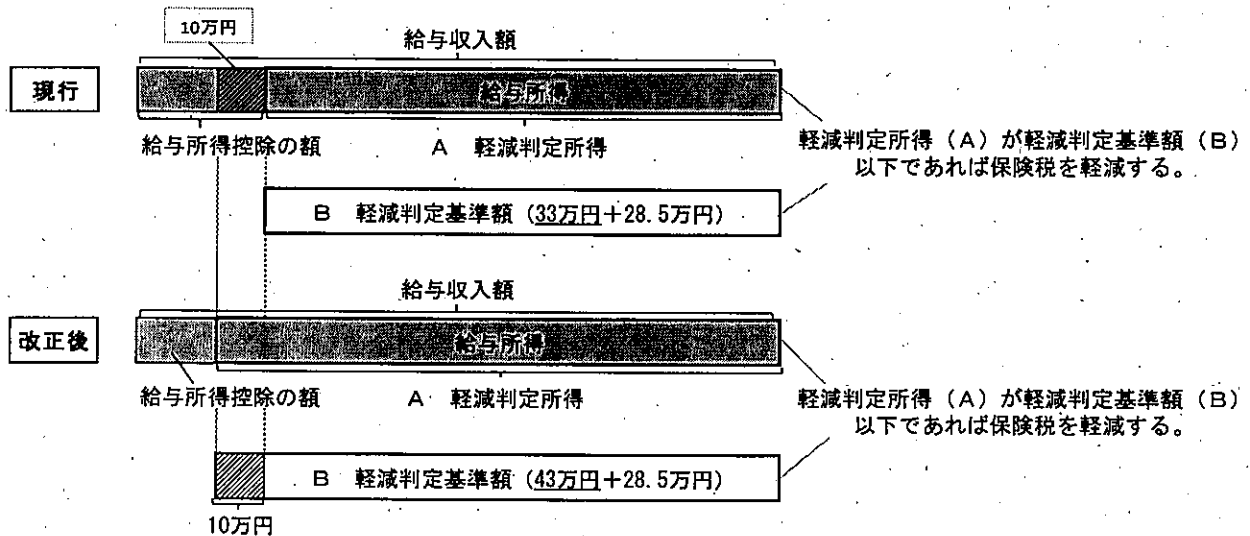 10万円
給与収入額
現行
給与所得
給与所得控除の額
A 軽減判定所得
軽減判定所得(A)が軽減判定基準額(B)
以下であれば保険税を軽減する。
B 軽減判定基準額(33万円+28.5万円)
給与収入額
改正後
給与所得
給与所得控除の額
A 軽減判定所得
軽減判定所得(A)が軽減判定基準額(B)
以下であれば保険税を軽減する。
B 軽減判定基準額(43万円+28.5万円)
10万円